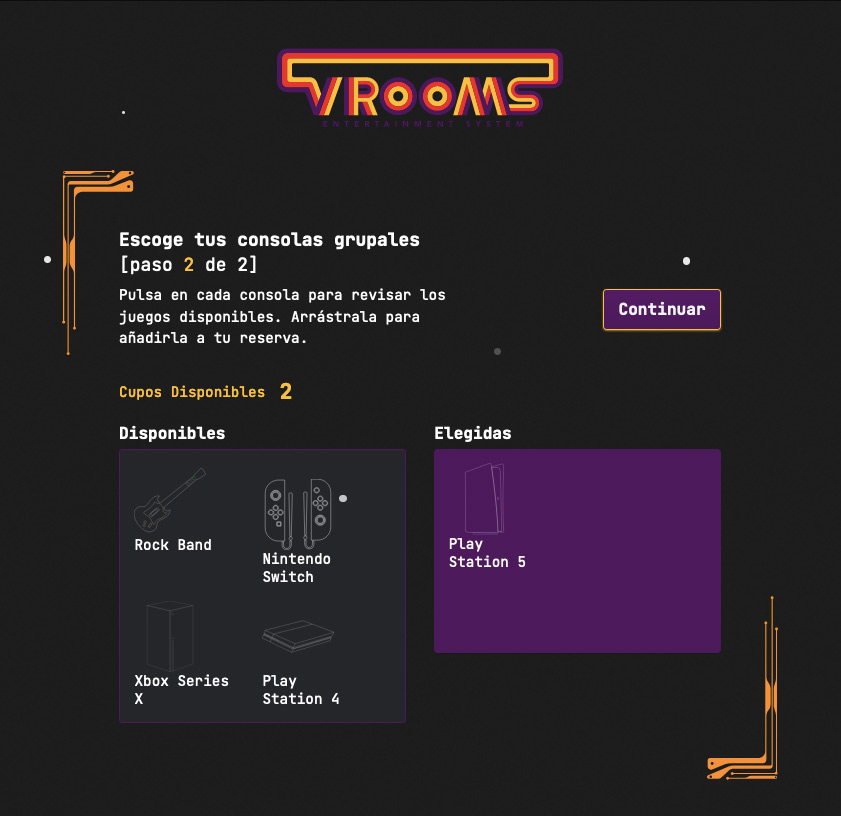 VROOMS
ENTERTAINMENT SYSTEM
Escoge tus consolas grupales
[paso 2 de 2]
Pulsa en cada consola para revisar los
juegos disponibles. Arrástrala para
añadirla a tu reserva.
Continuar
Cupos Disponibles 2
Disponibles
Rock Band
Nintendo
Switch
Xbox Series
X
Play
Station 4
Elegidas
Play
Station 5